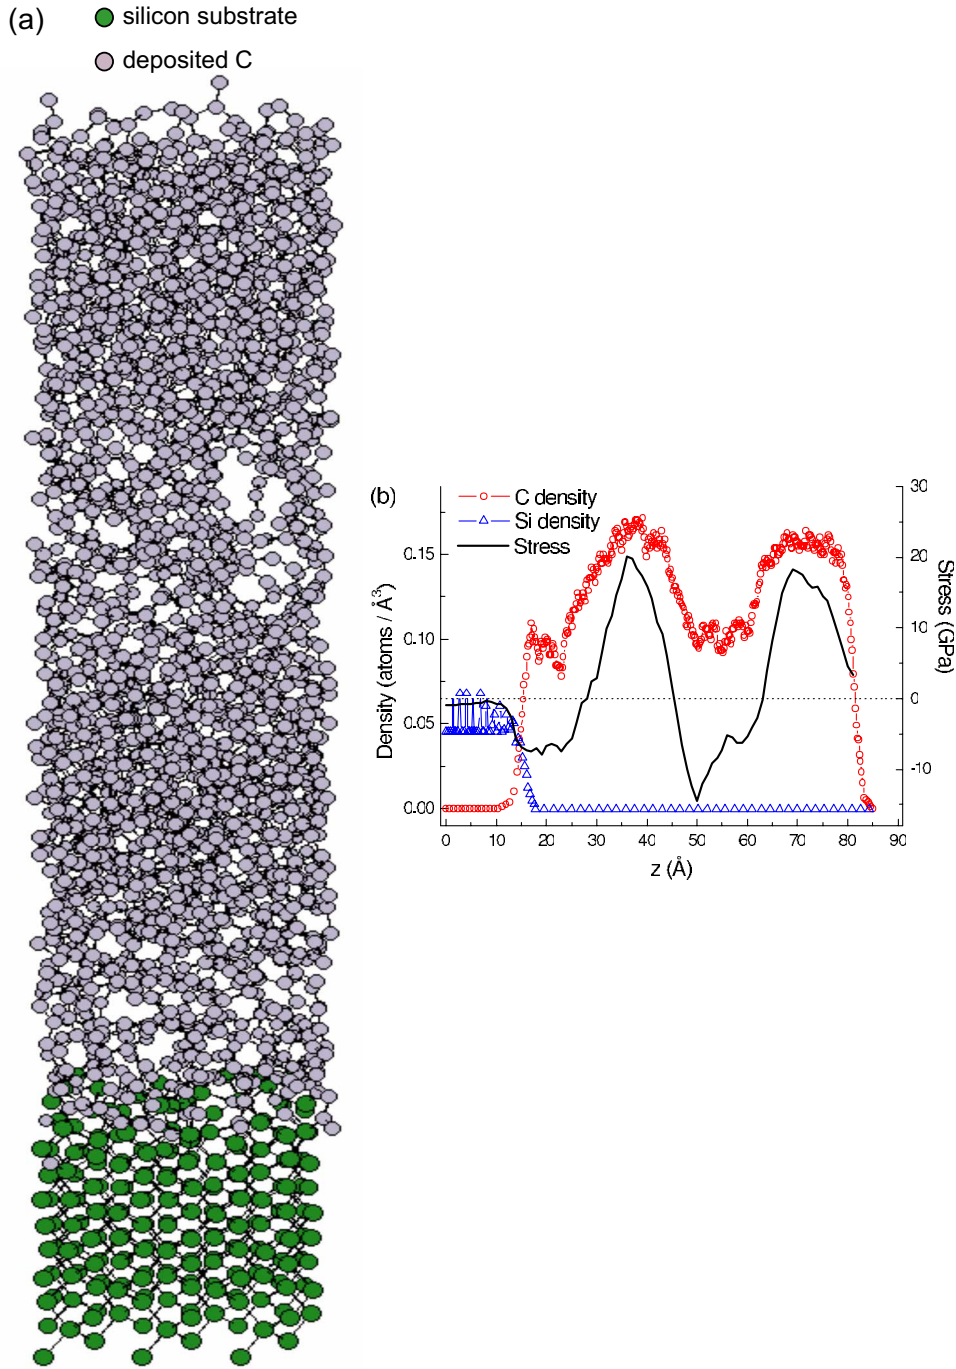 (a)
silicon substrate
deposited C
(b)
C density
Si density
Stress
Density (atoms / Å³)
0.15
0.10
0.05
0.00
30
20
10
0
-10
Stress (GPa)
0 10 20 30 40 50 60 70 80 90
z (Å)